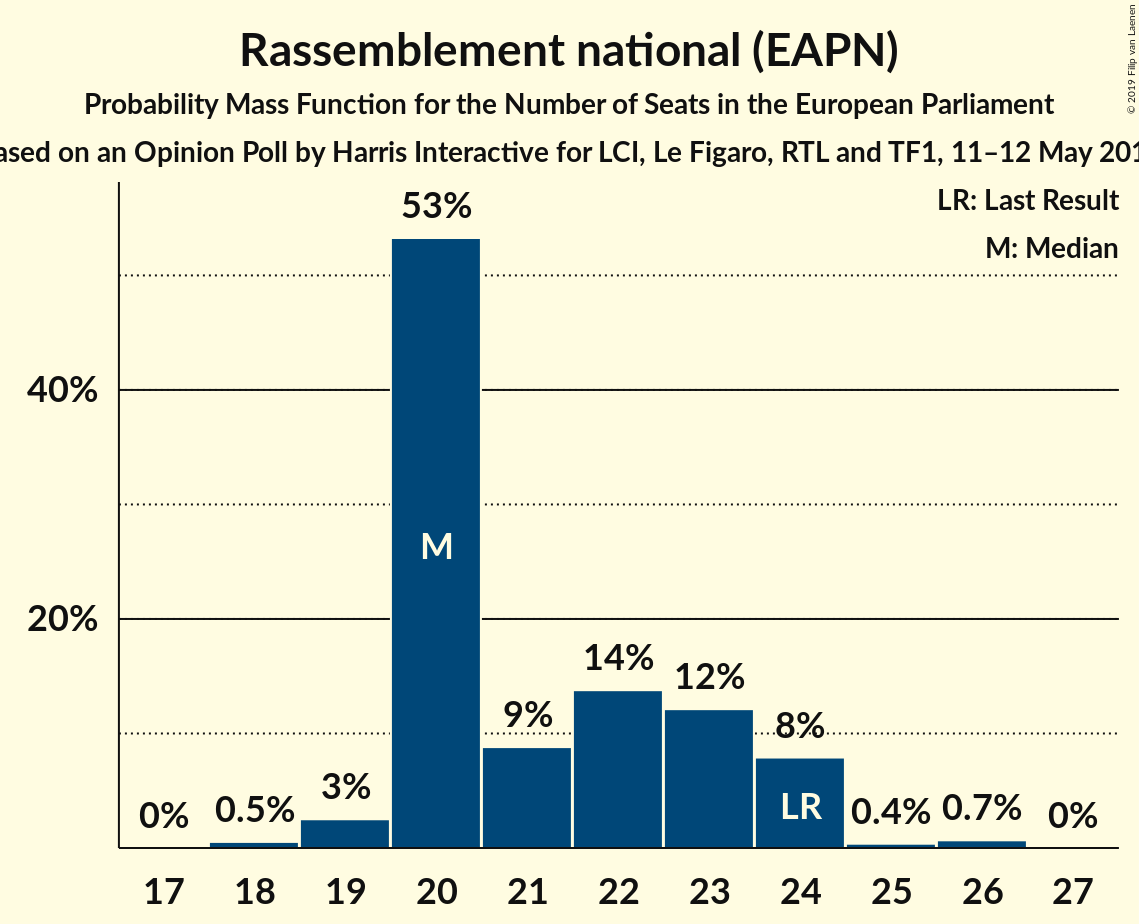 Rassemblement national (EAPN)
Probability Mass Function for the Number of Seats in the European Parliament
on an Opinion Poll by Harris Interactive for LCI, Le Figaro, RTL and TF1, 11–12 May
© 2019 Filip van Laenen
LR: Last Result
M: Median
53%
40%
M
20%
14%
12%
9%
8%
3%
LR
0%
0.5%
0.4%
0.7%
0%
17 18 19 20 21 22 23 24 25 26 27